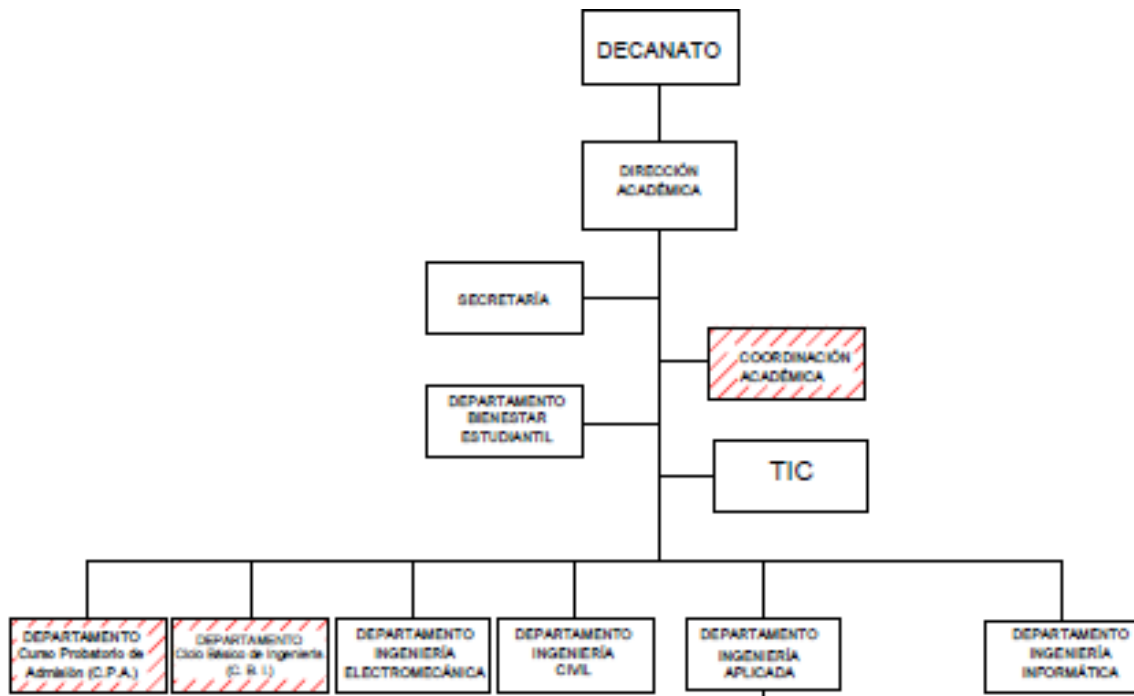 DECANATO
DIRECCIÓN
ACADÉMICA
SECRETARÍA
COORDINACIÓN
ACADÉMICA
DEPARTAMENTO
BIENESTAR
ESTUDIANTIL
TIC
DEPARTAMENTO
Curso Probatorio de
Admisión (C.P.A.)
DEPARTAMENTO
Ciclo Básico de Ingeniería
(C. B. I.)
DEPARTAMENTO
INGENIERÍA
ELECTROMECÁNICA
DEPARTAMENTO
INGENIERÍA
CIVIL
DEPARTAMENTO
INGENIERÍA
APLICADA
DEPARTAMENTO
INGENIERÍA
INFORMÁTICA